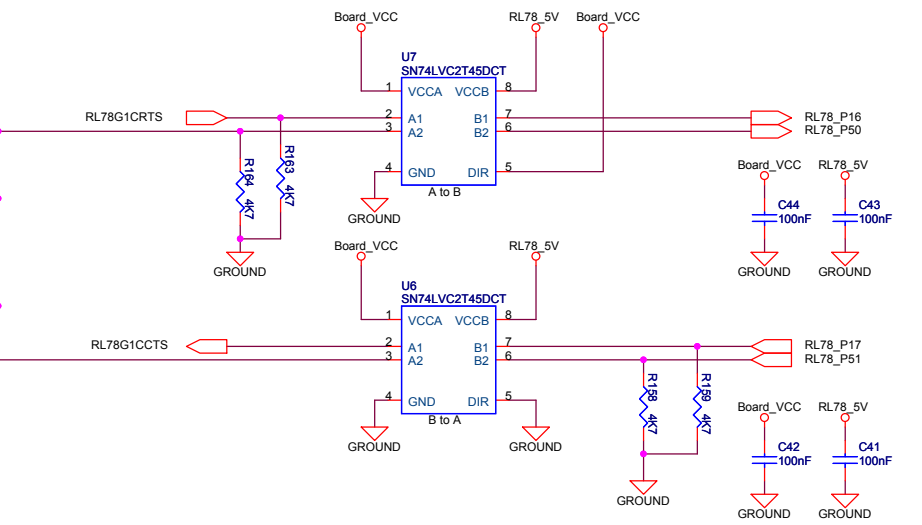 Board_VCC
RL78_5V
Board_VCC
U7
SN74LVC2T45DCT
1 VCCA VCCB 8
RL78G1CRTS
2 A1 B1 7
RL78_P16
3 A2 B2 6
RL78_P50
R164 4K7
R163 4K7
4 GND DIR 5
A to B
GROUND
GROUND
Board_VCC
RL78_5V
C44
100nF
C43
100nF
GROUND
GROUND
Board_VCC
RL78_5V
U6
SN74LVC2T45DCT
1 VCCA VCCB 8
RL78G1CCTS
2 A1 B1 7
RL78_P17
3 A2 B2 6
RL78_P51
R158 4K7
R159 4K7
4 GND DIR 5
B to A
GROUND
GROUND
GROUND
Board_VCC
RL78_5V
C42
100nF
C41
100nF
GROUND
GROUND